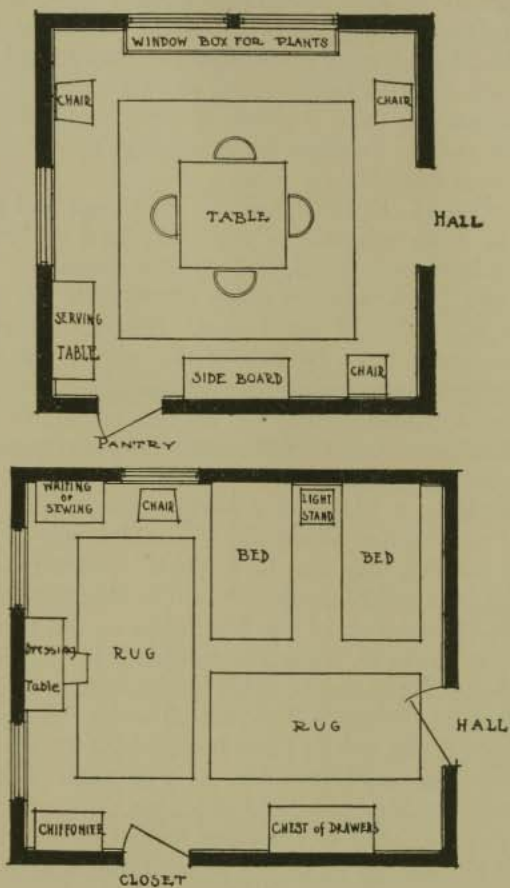 WINDOW BOX FOR PLANTS
CHAIR
CHAIR
TABLE
HALL
SERVING
TABLE
SIDE BOARD
CHAIR
PANTRY
WRITING
OR
SEWING
CHAIR
LIGHT
STAND
BED
BED
Dressing
Table
RUG
RUG
HALL
CHIFFONIER
CHEST of DRAWERS
CLOSET